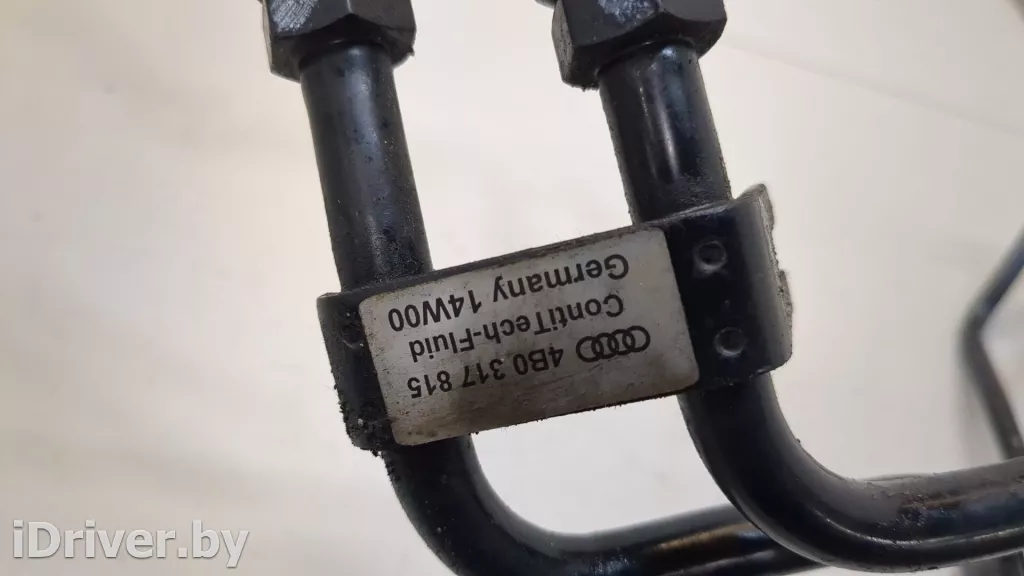 4B0 317 815
ContiTech-Fluid
Germany 14W00
iDriver.by